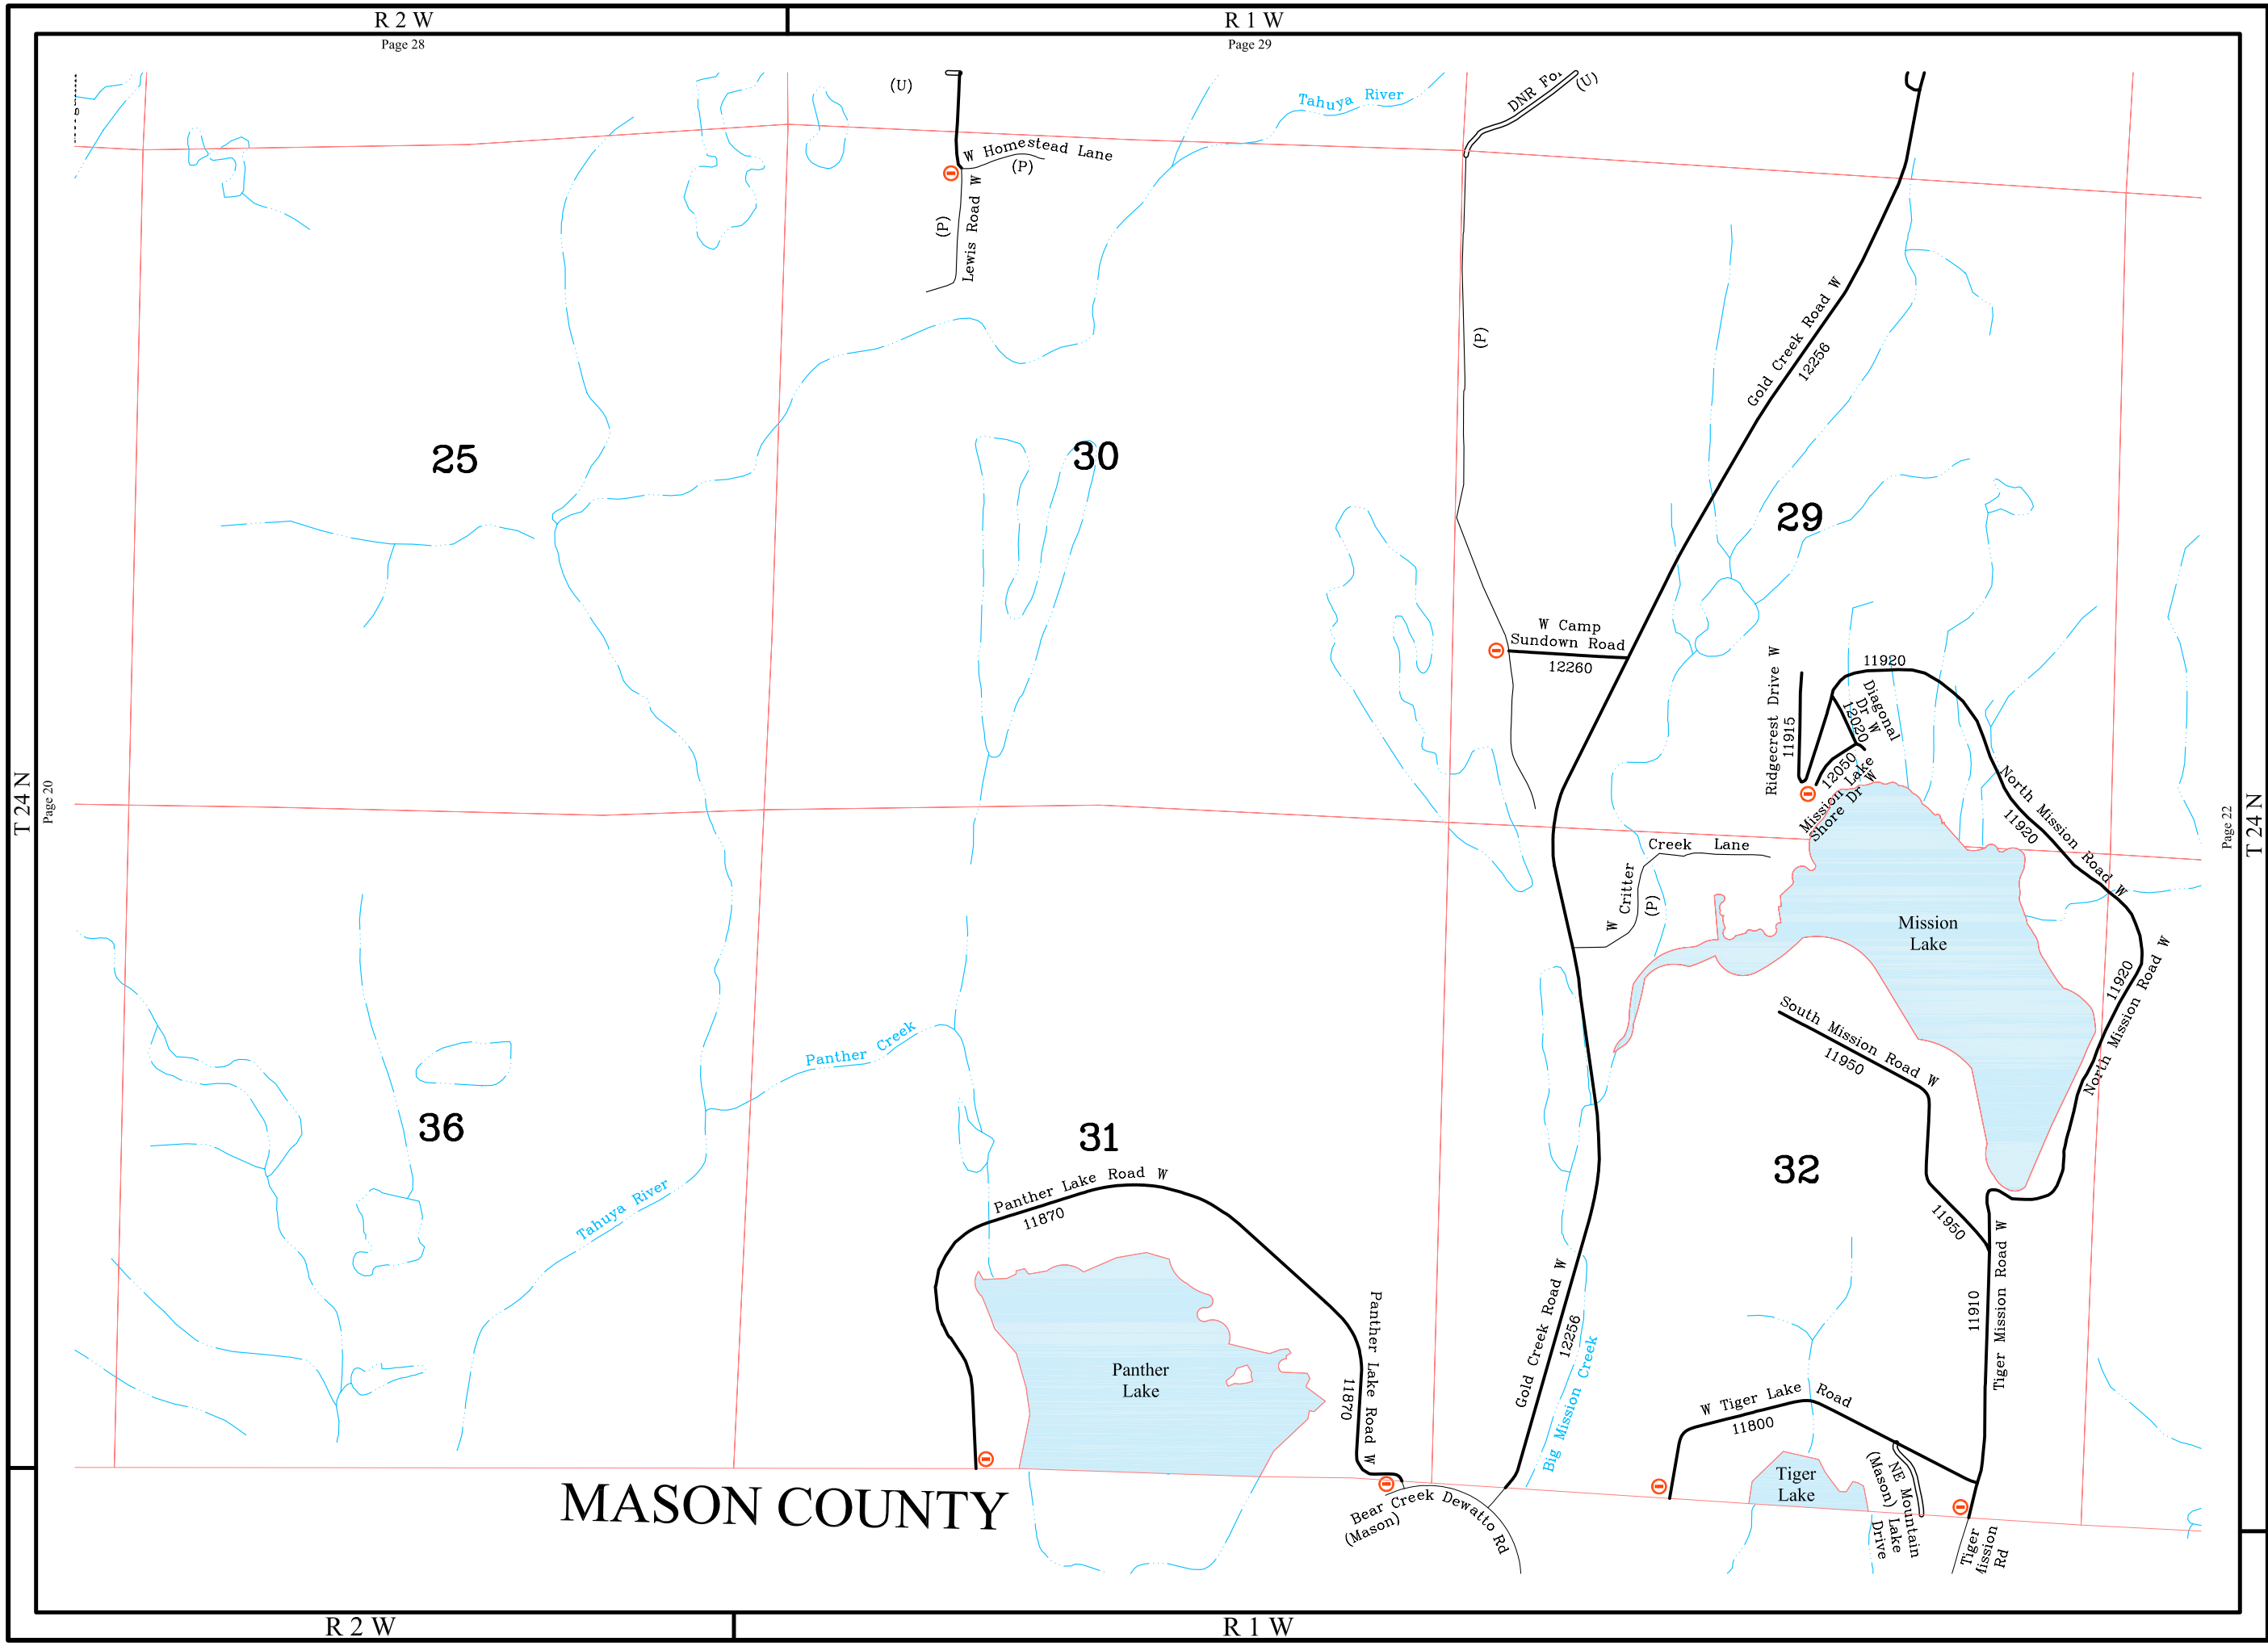 R 2 W
R 1 W
Page 28
Page 29
(U)
Tahuya River
DNR For
(U)
W Homestead Lane
(P)
(P)
Lewis Road W
(P)
Gold Creek Road W
12256
25
30
29
W Camp
Sundown Road
12260
11920
Ridgecrest Drive W
11915
Diagonal
Dr W
12020
12050
Mission Lake
Shore Dr W
North Mission Road W
11920
T 24 N
Page 20
Page 22
T 24 N
W Critter
Creek Lane
(P)
Mission
Lake
11920
North Mission Road W
South Mission Road W
11950
Panther Creek
36
31
32
Panther Lake Road W
11870
Tahuya River
11950
Tiger Mission Road W
11910
Panther Lake Road W
11870
Gold Creek Road W
12256
Big Mission Creek
Panther
Lake
W Tiger Lake Road
11800
Tiger
Lake
NE Mountain
Lake
Drive
(Mason)
MASON COUNTY
Bear Creek Dewatto Rd
(Mason)
Tiger
Mission
Rd
R 2 W
R 1 W